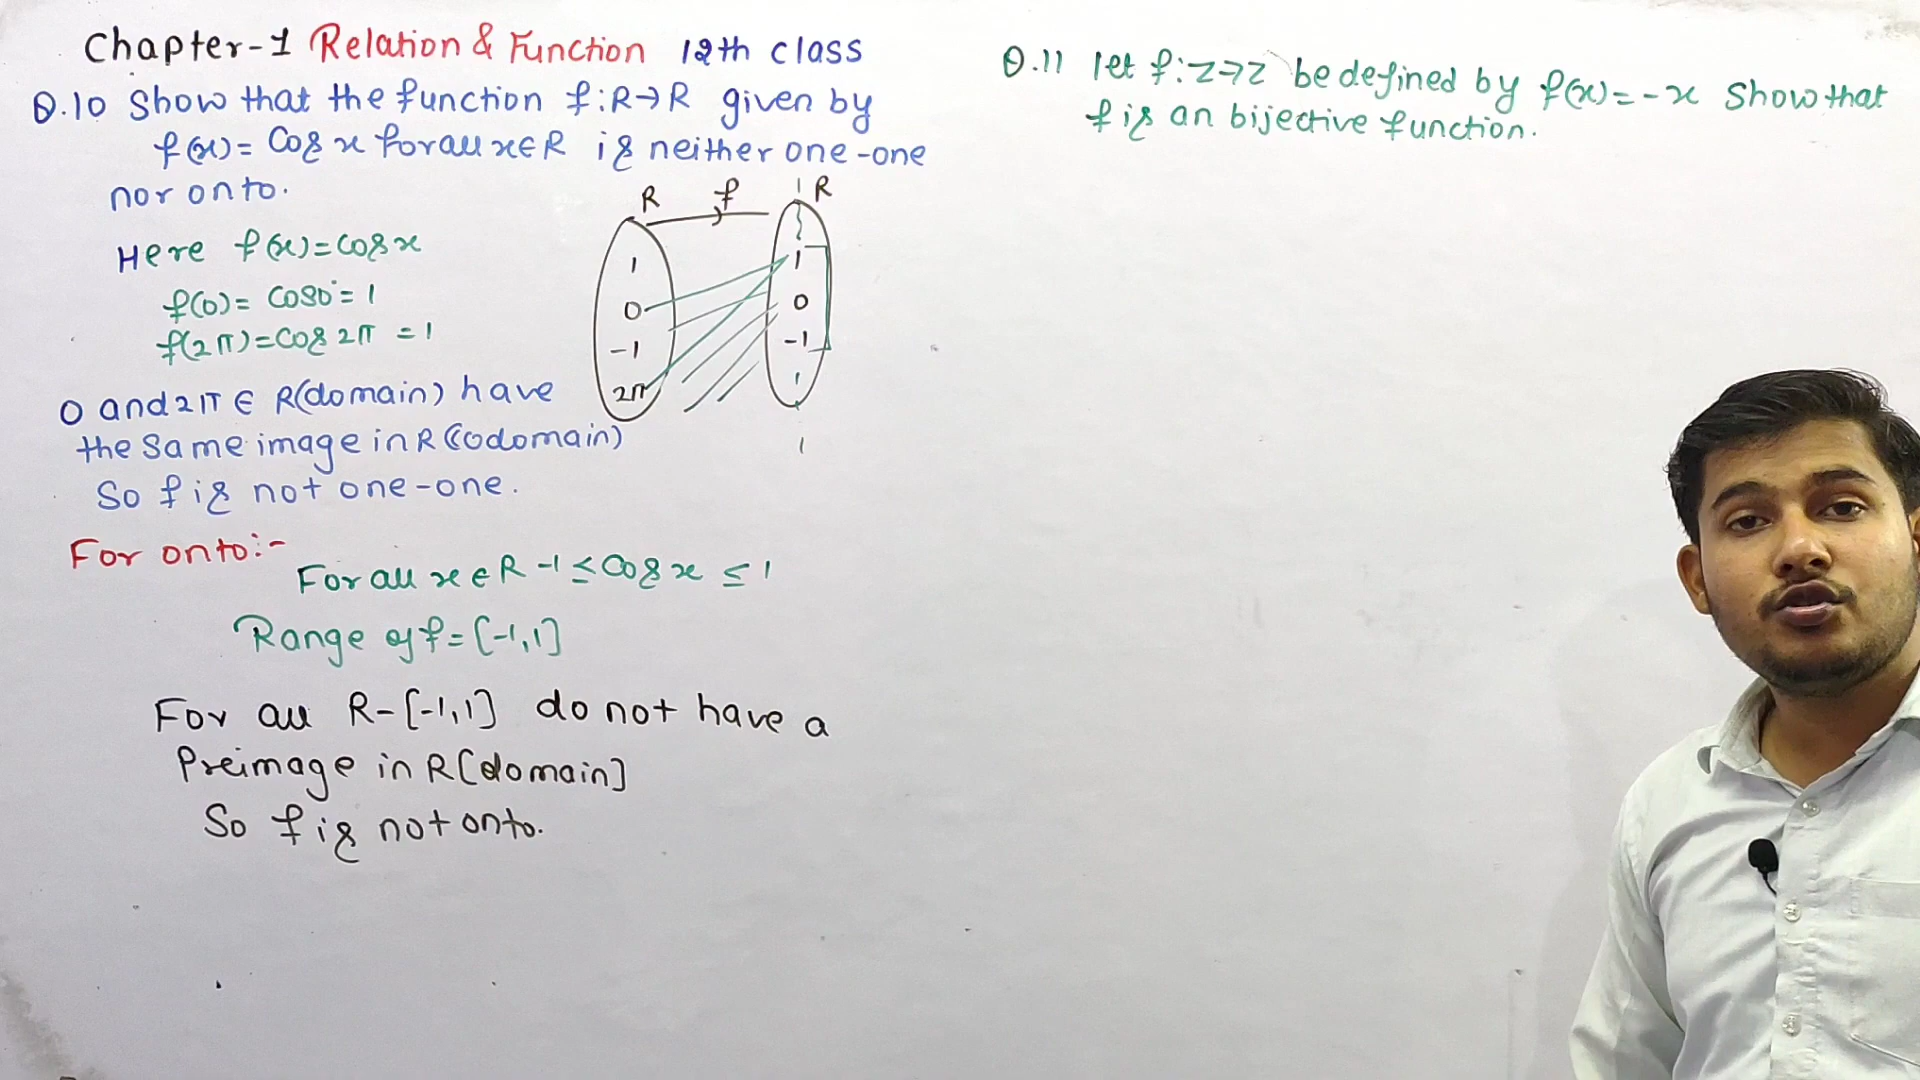 Chapter-1 Relation & Function 12th class
Q.10 Show that the function f:R→R given by
f(x)= Cos x for all x∈R is neither one-one
nor onto.
R f R
1 1
0 0
-1 -1
2π 1
1
Here f(x)=Cos x
f(0)= Cos0°=1
f(2π)=Cos 2π =1
0 and 2π ∈ R(domain) have
the same image in R(codomain)
So f is not one-one.
For onto:-
For all x∈R -1≤Cos x ≤1
Range of f=[-1,1]
For all R-[-1,1] do not have a
Preimage in R[domain]
So f is not onto.
Q.11 let f:Z→Z be defined by f(x)=-x Show that
f is an bijective function.